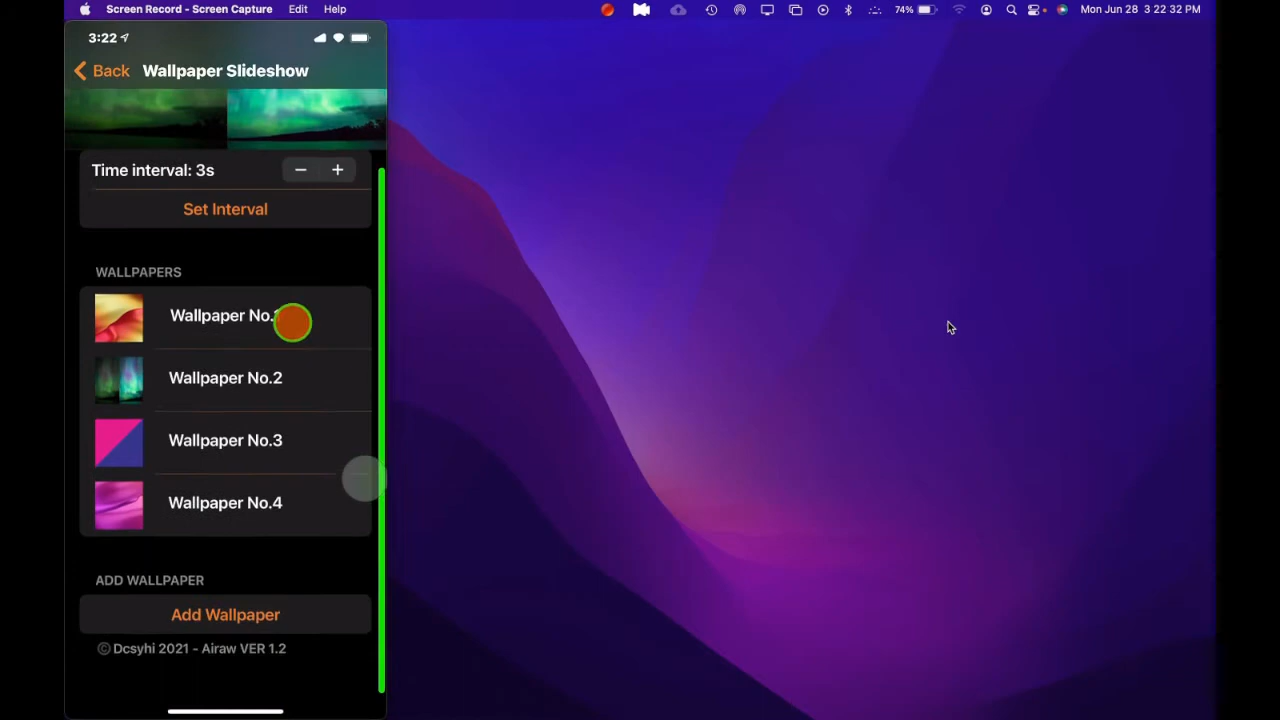 Screen Record - Screen Capture Edit Help 74% Mon Jun 28 3 22 32 PM
3:22
Back Wallpaper Slideshow
Time interval: 3s − +
Set Interval
WALLPAPERS
Wallpaper
Wallpaper No.2
Wallpaper No.3
Wallpaper No.4
ADD WALLPAPER
Add Wallpaper
Ⓒ Dcsyhi 2021 - Airaw VER 1.2